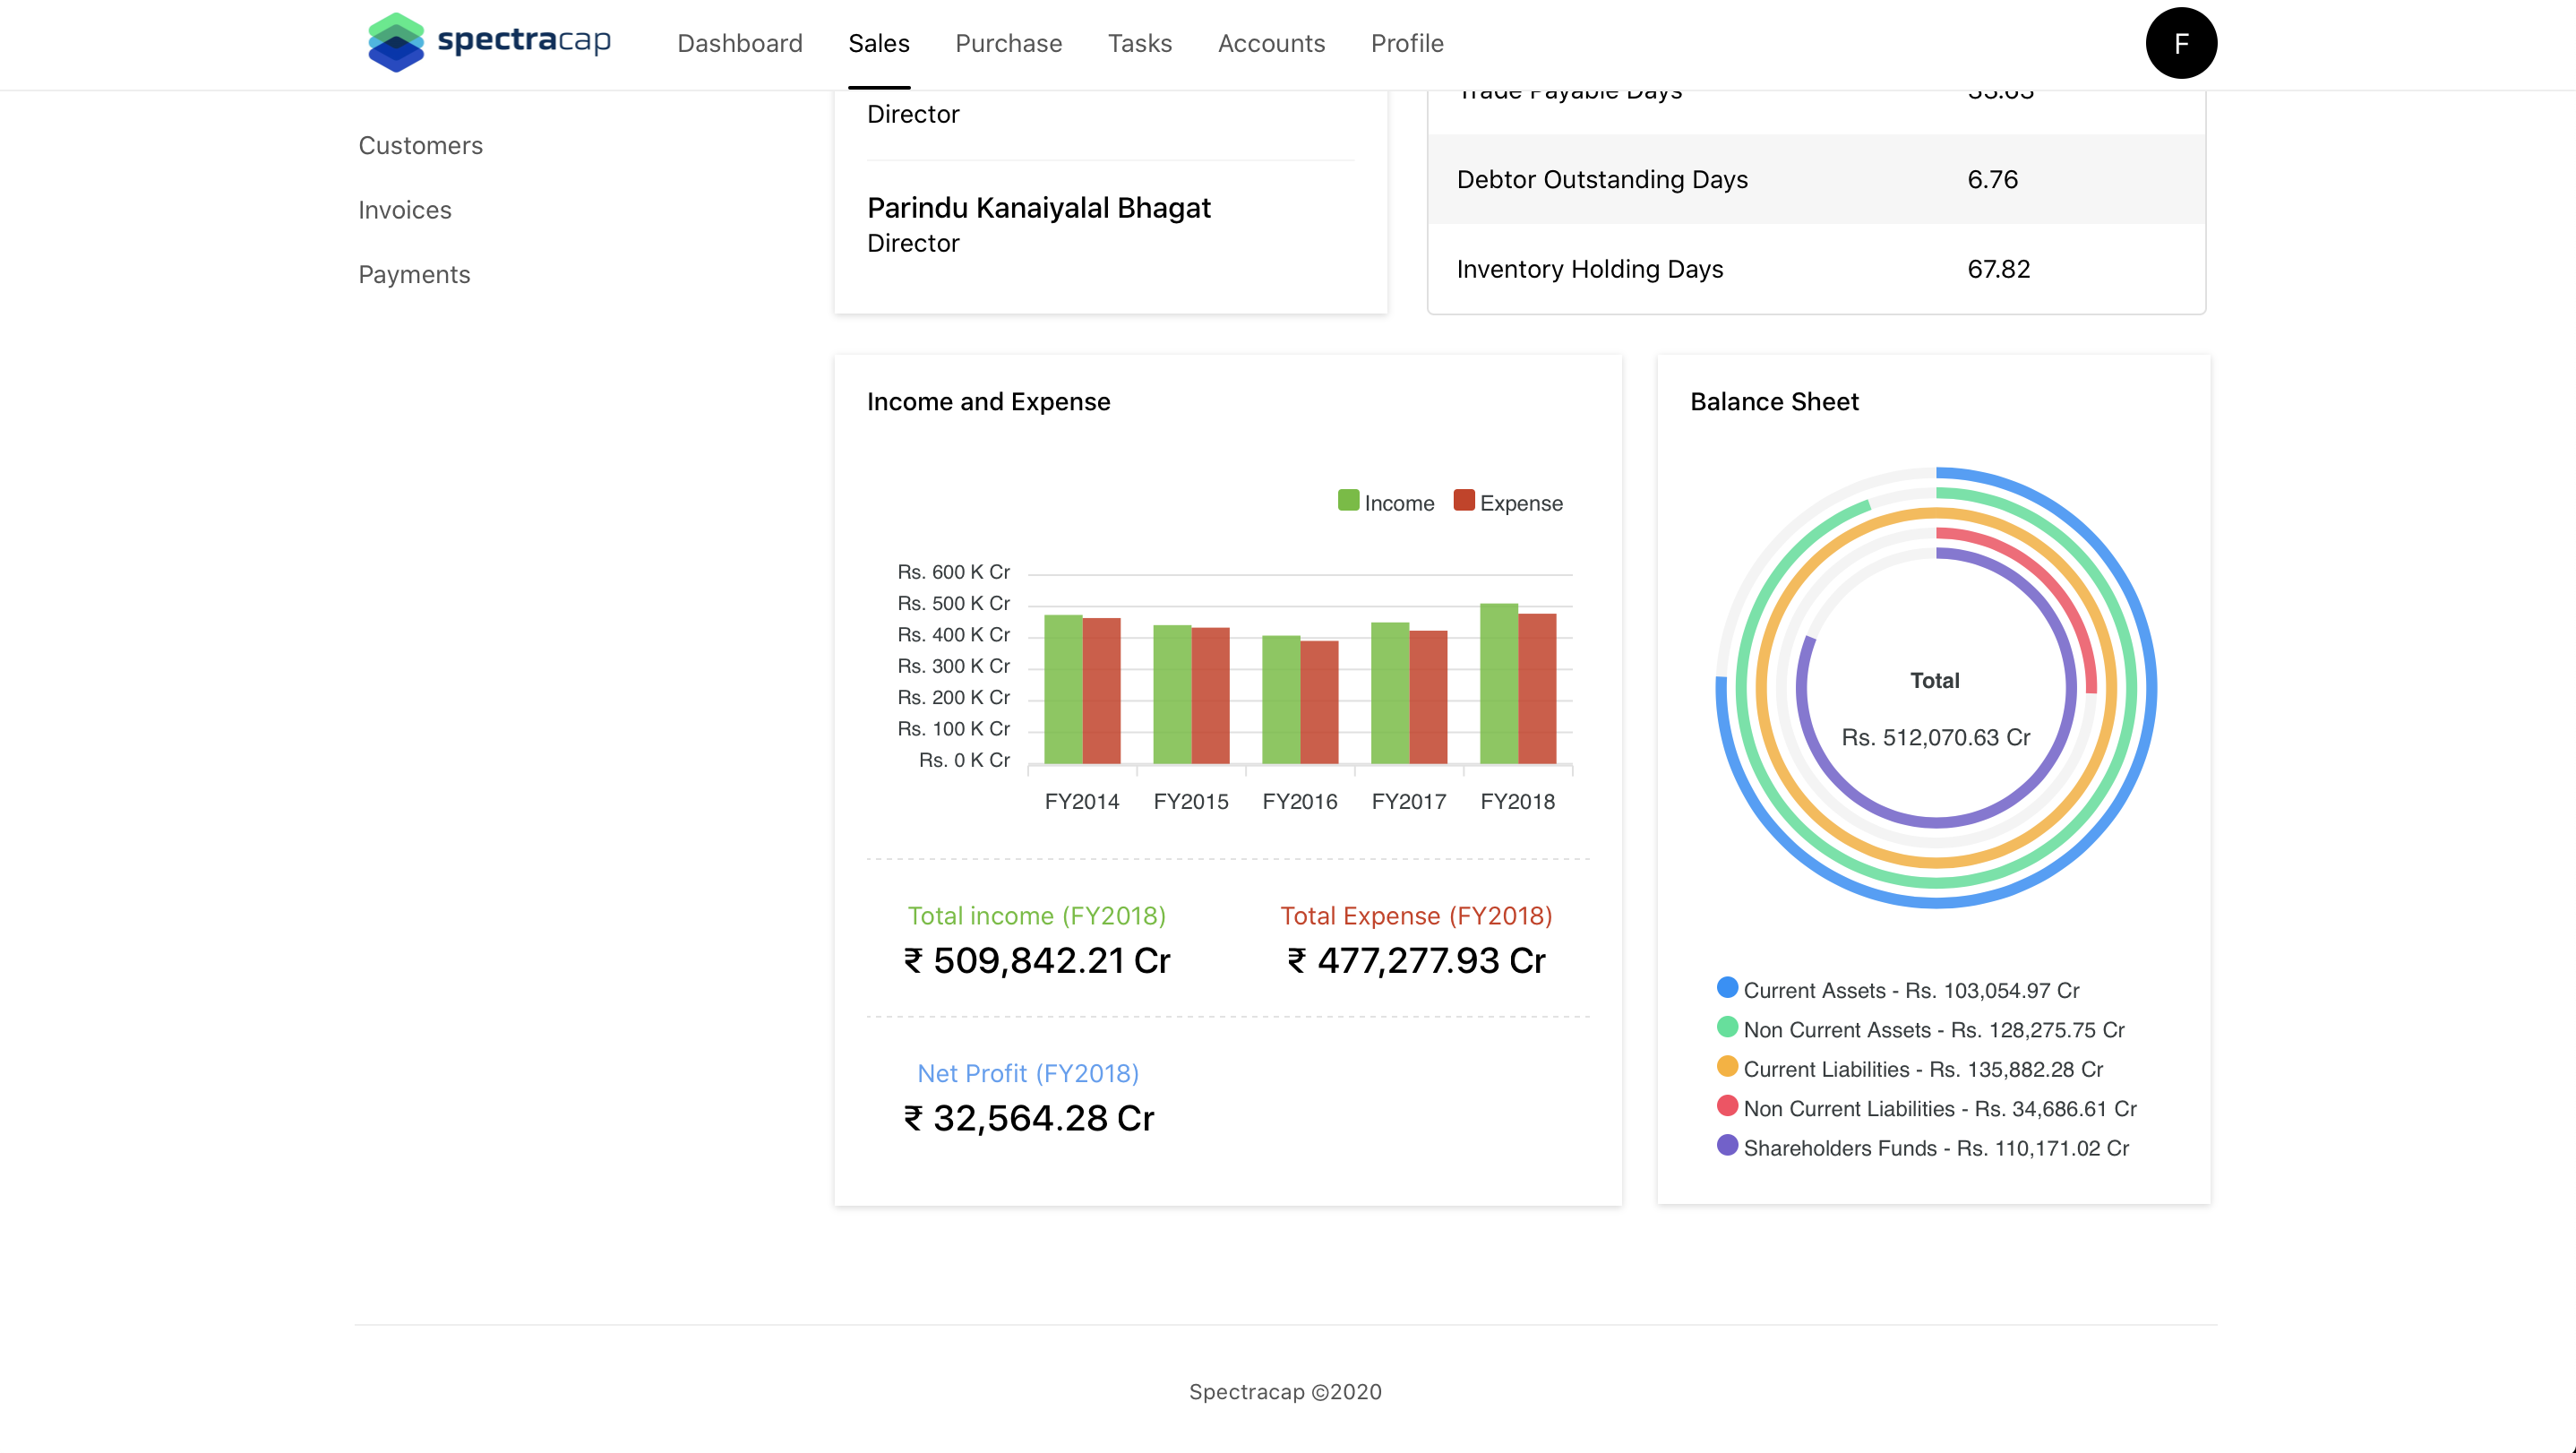 spectracap
Dashboard
Sales
Purchase
Tasks
Accounts
Profile
F
Customers
Invoices
Payments
Director
Parindu Kanaiyalal Bhagat
Director
Trade Payable Days
Debtor Outstanding Days 6.76
Inventory Holding Days 67.82
Income and Expense
Income Expense
Rs. 600 K Cr
Rs. 500 K Cr
Rs. 400 K Cr
Rs. 300 K Cr
Rs. 200 K Cr
Rs. 100 K Cr
Rs. 0 K Cr
FY2014 FY2015 FY2016 FY2017 FY2018
Total income (FY2018)
₹ 509,842.21 Cr
Total Expense (FY2018)
₹ 477,277.93 Cr
Net Profit (FY2018)
₹ 32,564.28 Cr
Balance Sheet
Total
Rs. 512,070.63 Cr
Current Assets - Rs. 103,054.97 Cr
Non Current Assets - Rs. 128,275.75 Cr
Current Liabilities - Rs. 135,882.28 Cr
Non Current Liabilities - Rs. 34,686.61 Cr
Shareholders Funds - Rs. 110,171.02 Cr
Spectracap ©2020